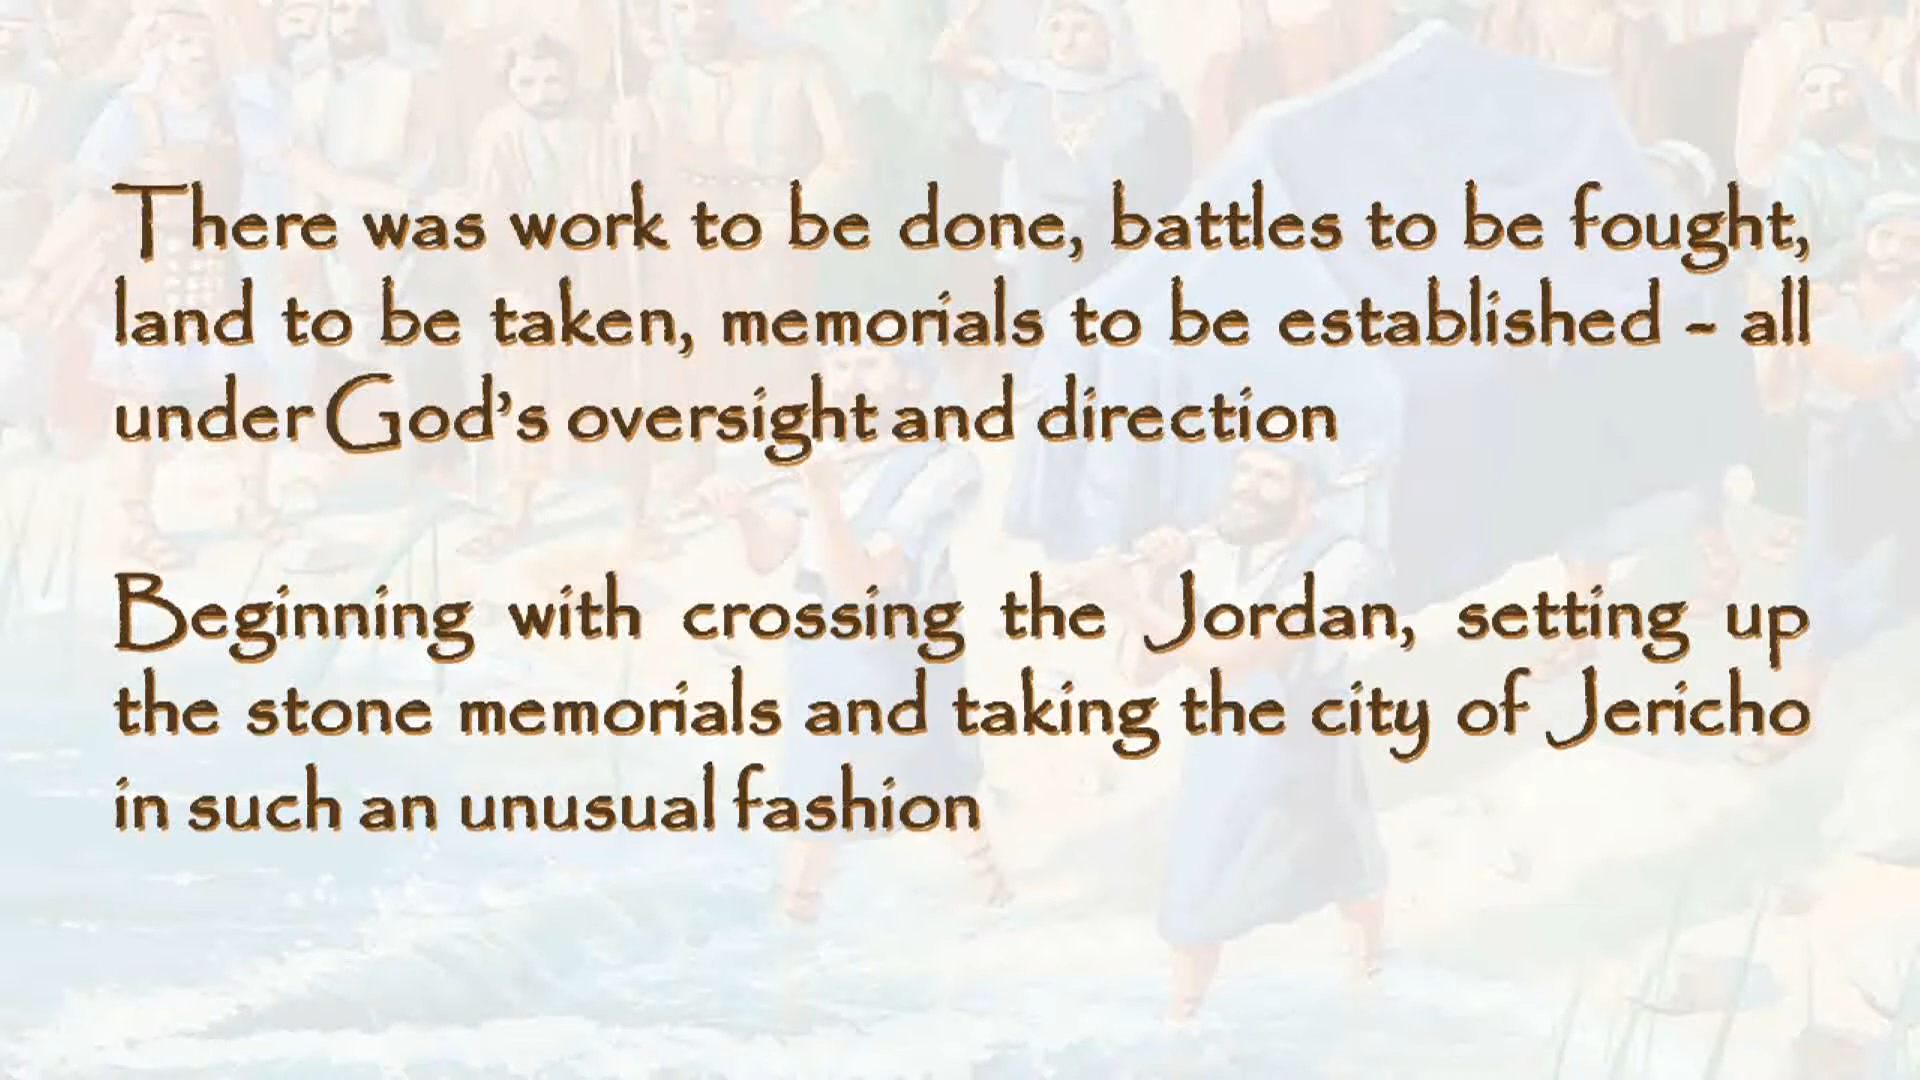 There was work to be done, battles to be fought,
land to be taken, memorials to be established - all
under God's oversight and direction
Beginning with crossing the Jordan, setting up
the stone memorials and taking the city of Jericho
in such an unusual fashion